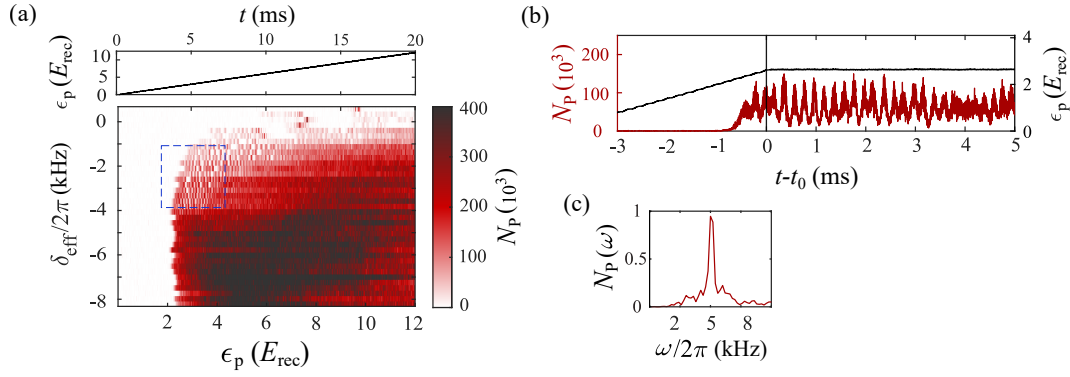 (a)
t (ms)
0 5 10 15 20
ϵp (Erec)
10
5
0
δeff/2π (kHz)
0
-2
-4
-6
-8
2 4 6 8 10 12
ϵp (Erec)
400
300
200
100
0
NP (10³)
(b)
NP (10³)
200
100
0
4
2
0
ϵp (Erec)
-3 -2 -1 0 1 2 3 4 5
t-t0 (ms)
(c)
NP (ω)
1
0.5
0
2 5 8
ω/2π (kHz)